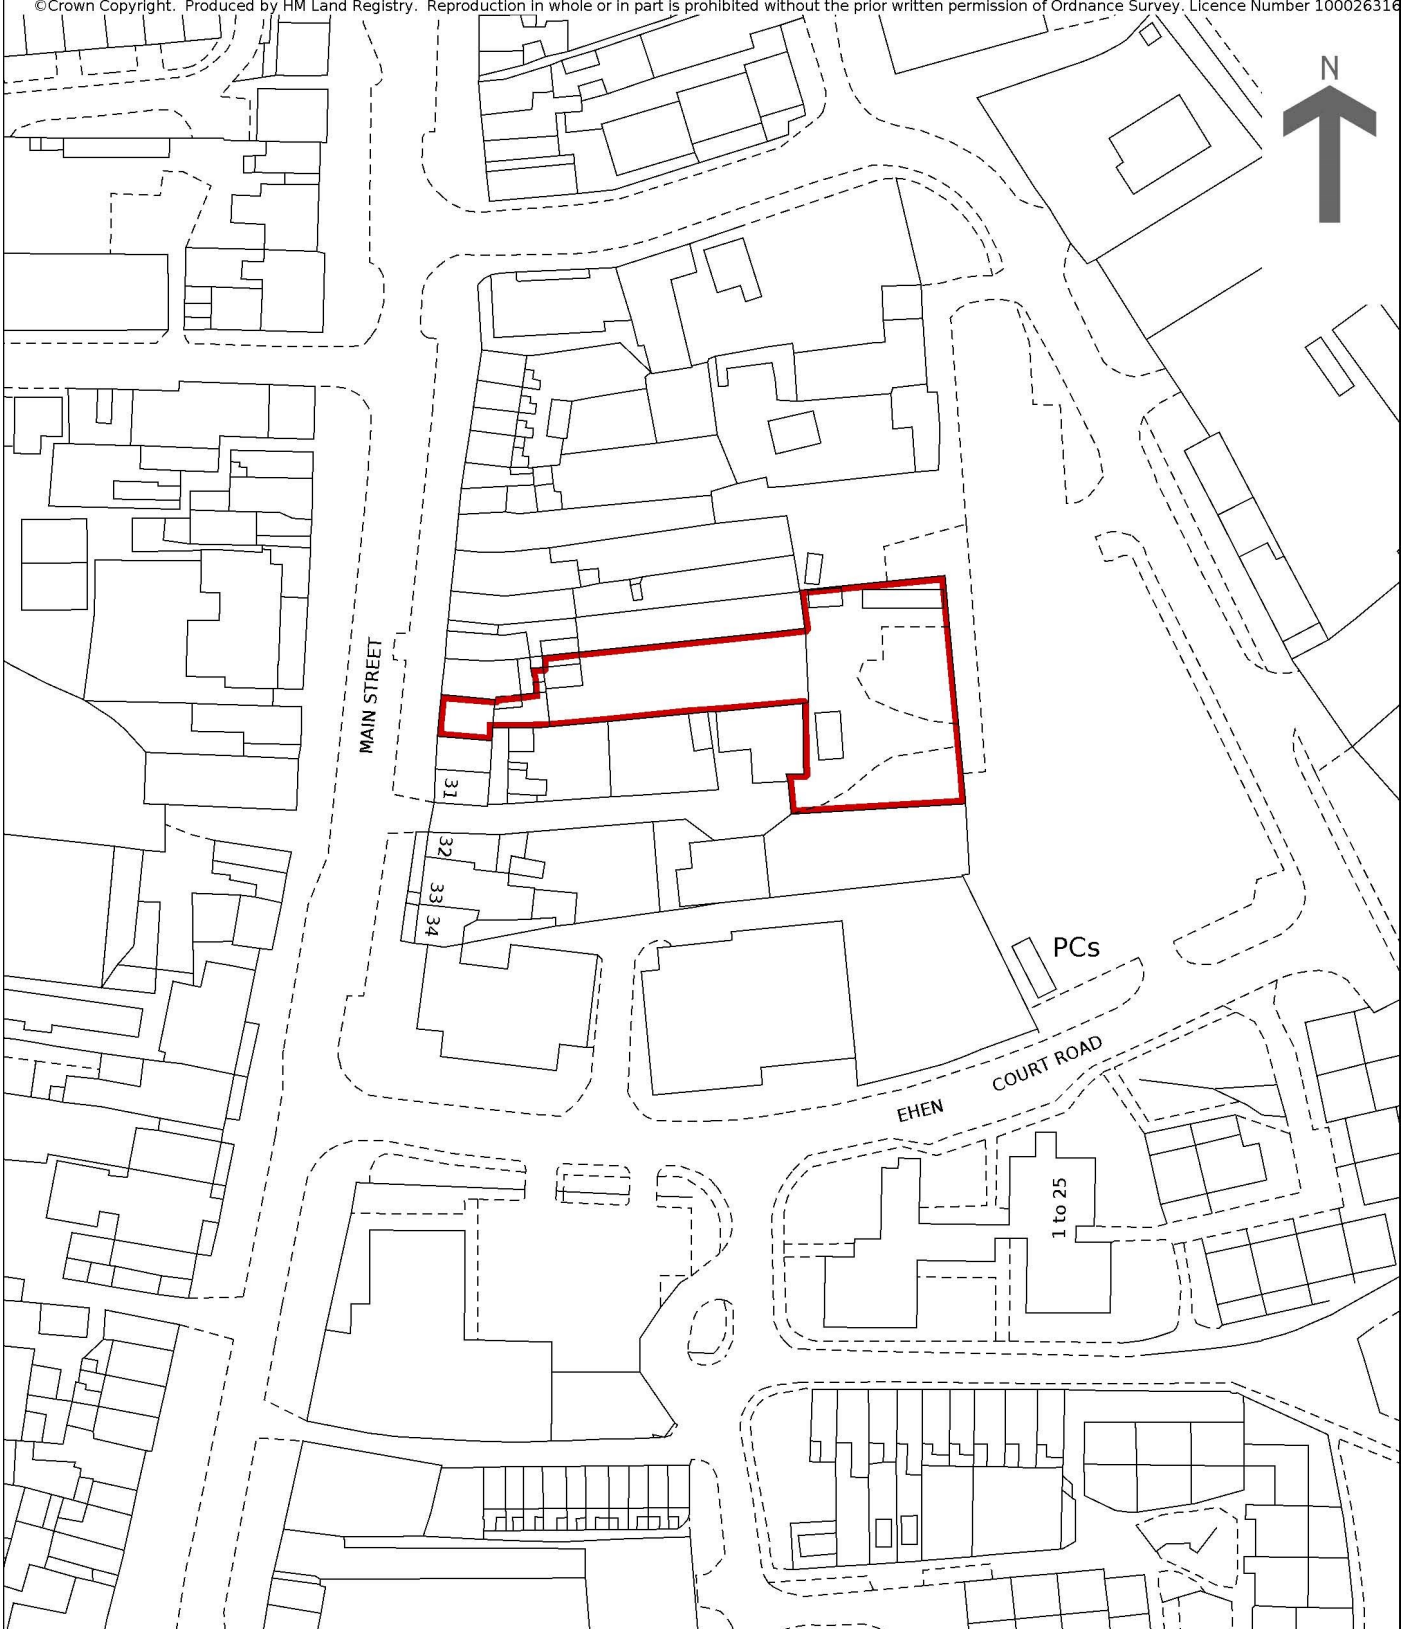 ©Crown Copyright. Produced by HM Land Registry. Reproduction in whole or in part is prohibited without the prior written permission of Ordnance Survey. Licence Number 100026316
N
MAIN STREET
31
32
33
34
PCs
EHEN COURT ROAD
1 to 25